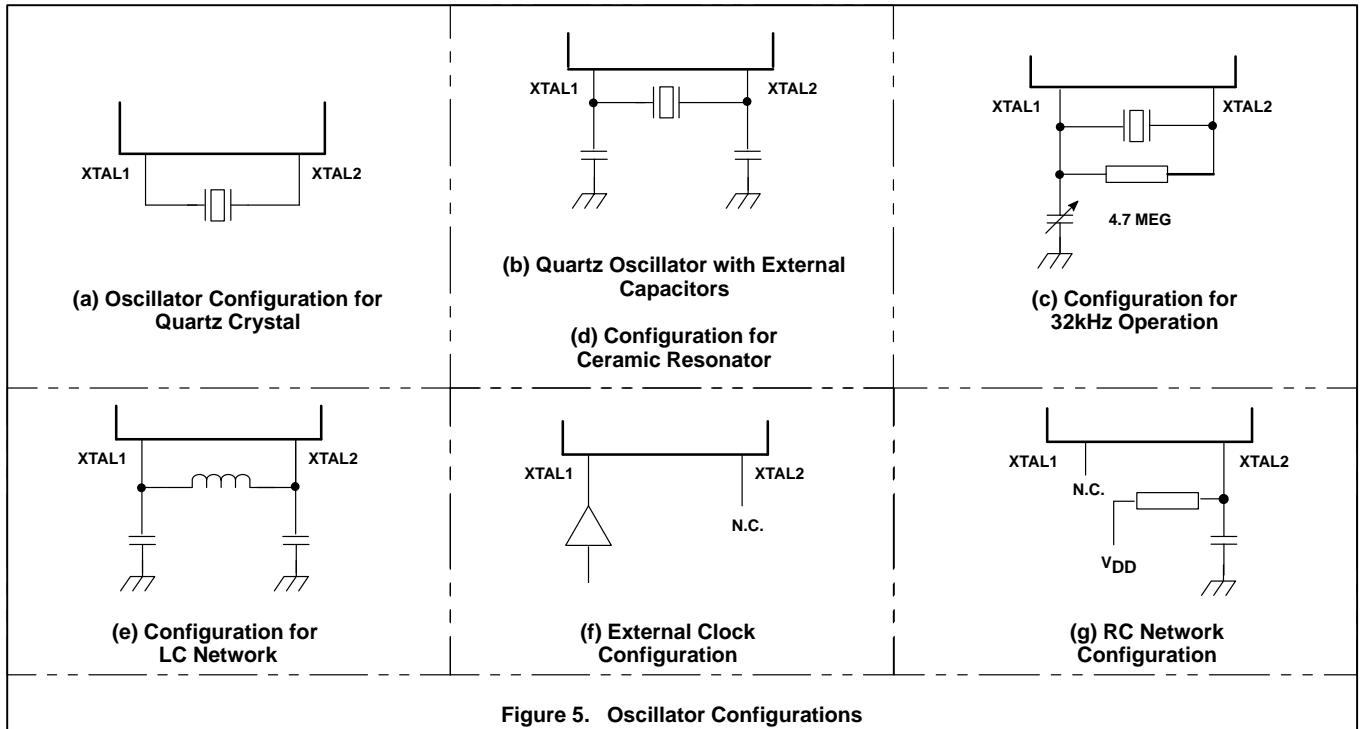 XTAL1
XTAL2
(a) Oscillator Configuration for
Quartz Crystal
XTAL1
XTAL2
(b) Quartz Oscillator with External
Capacitors
(d) Configuration for
Ceramic Resonator
XTAL1
XTAL2
4.7 MEG
(c) Configuration for
32kHz Operation
XTAL1
XTAL2
(e) Configuration for
LC Network
XTAL1
XTAL2
N.C.
(f) External Clock
Configuration
XTAL1
XTAL2
N.C.
VDD
(g) RC Network
Configuration
Figure 5. Oscillator Configurations